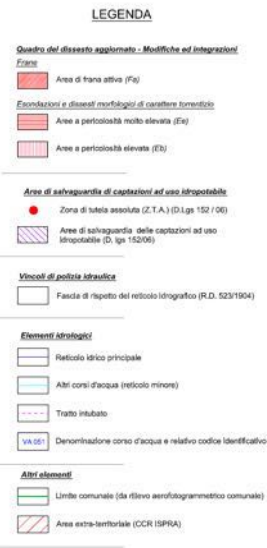 LEGENDA
Quadro del dissesto aggiornato - Modifiche ed integrazioni
Frane
Area di frana attiva (Fa)
Esondazioni e dissesti morfologici di carattere torrentizio
Aree a pericolosità molto elevata (Ee)
Aree a pericolosità elevata (Eb)
Aree di salvaguardia di captazioni ad uso idropotabile
Zona di tutela assoluta (Z.T.A.) (D.Lgs 152 / 06)
Aree di salvaguardia delle captazioni ad uso
idropotabile (D. lgs 152/06)
Vincoli di polizia idraulica
Fascia di rispetto del reticolo idrografico (R.D. 523/1904)
Elementi idrologici
Reticolo idrico principale
Altri corsi d'acqua (reticolo minore)
Tratto intubato
VA 051 Denominazione corso d'acqua e relativo codice identificativo
Altri elementi
Limite comunale (da rilievo aerofotogrammetrico comunale)
Area extra-territoriale (CCR ISPRA)